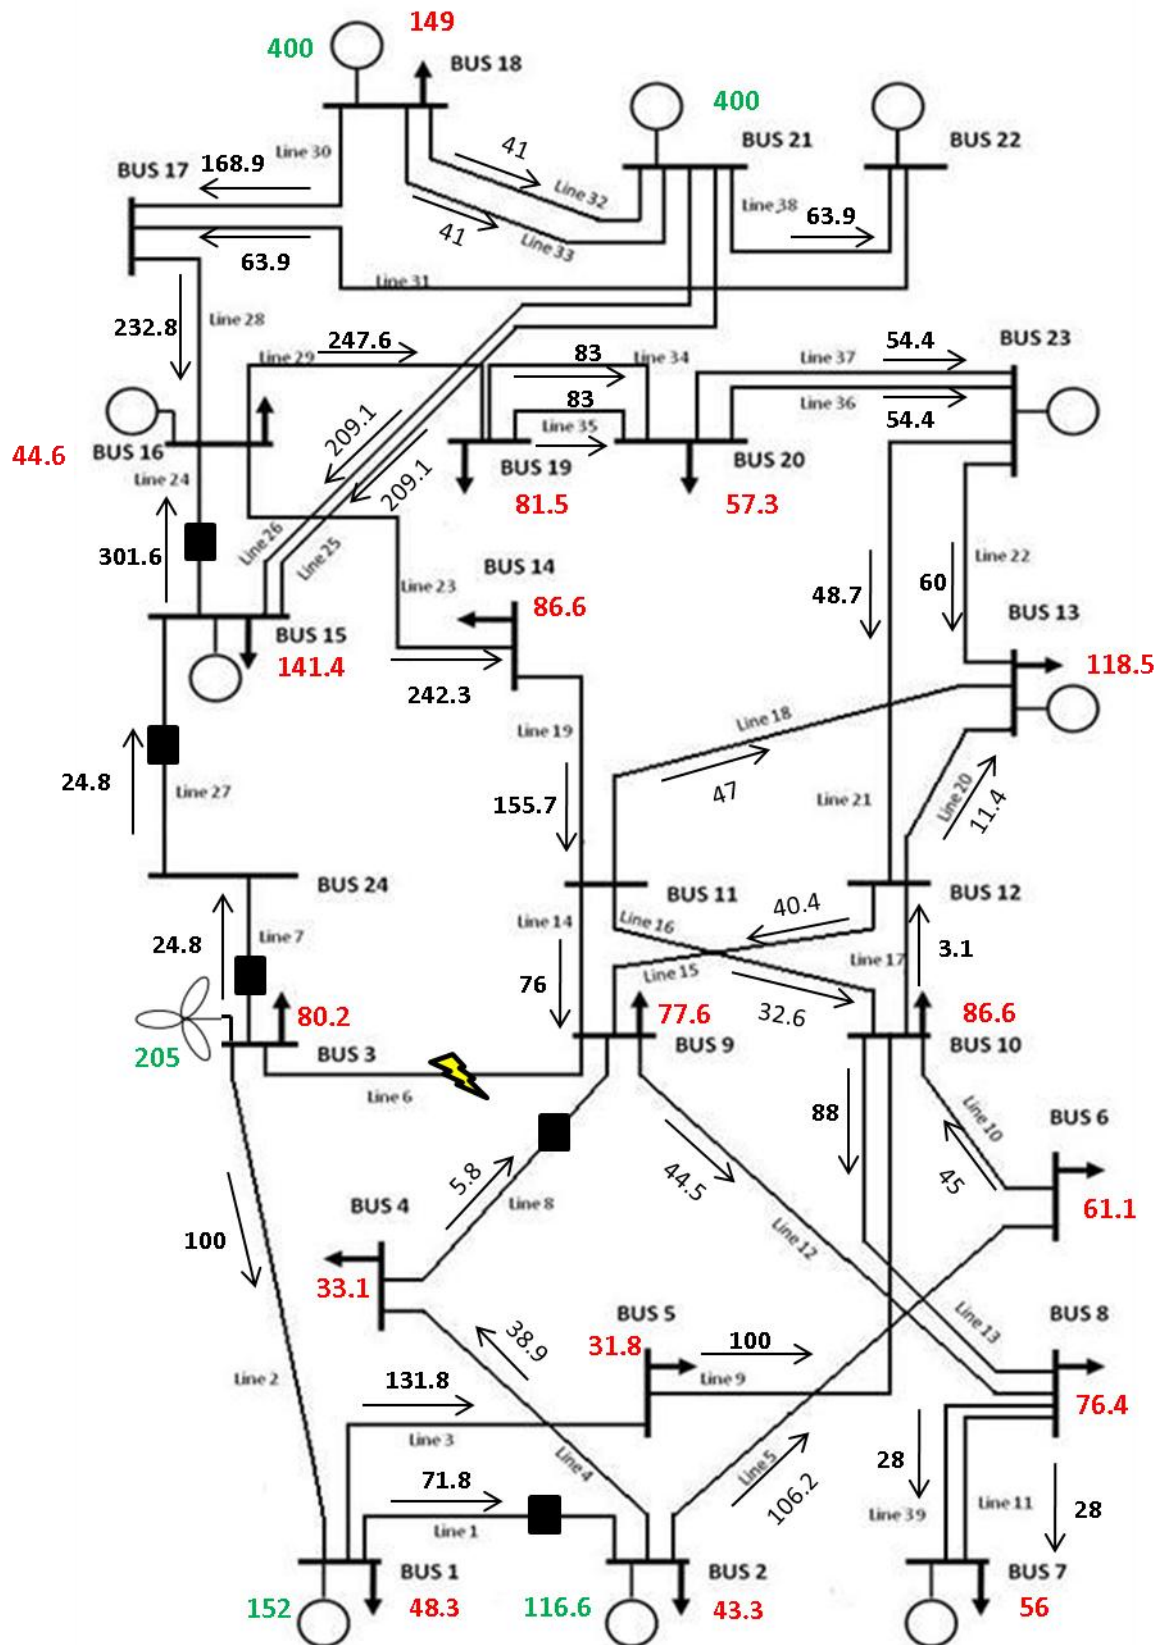 149
400
BUS 18
400
BUS 21
BUS 22
41
Line 30
BUS 17
168.9
Line 32
Line 38
63.9
41
Line 33
63.9
Line 31
232.8
Line 28
247.6
Line 29
83
Line 34
Line 37
54.4
BUS 23
83
Line 36
54.4
209.1
Line 35
44.6
BUS 16
Line 24
209.1
BUS 19
BUS 20
81.5
57.3
301.6
Line 26
Line 25
BUS 14
Line 23
86.6
48.7
60
Line 22
BUS 13
BUS 15
141.4
118.5
242.3
Line 19
Line 18
24.8
Line 27
155.7
47
Line 21
Line 20
11.4
BUS 24
BUS 11
BUS 12
40.4
Line 14
Line 16
24.8
Line 7
Line 15
Line 17
3.1
76
32.6
80.2
77.6
86.6
205
BUS 3
BUS 9
BUS 10
Line 6
88
Line 10
BUS 6
5.8
44.5
45
BUS 4
Line 8
61.1
100
Line 12
33.1
BUS 5
BUS 8
38.9
31.8
100
Line 13
Line 2
131.8
Line 9
76.4
Line 3
Line 4
Line 5
28
71.8
106.2
Line 39
Line 11
28
Line 1
BUS 1
BUS 2
BUS 7
152
48.3
116.6
43.3
56